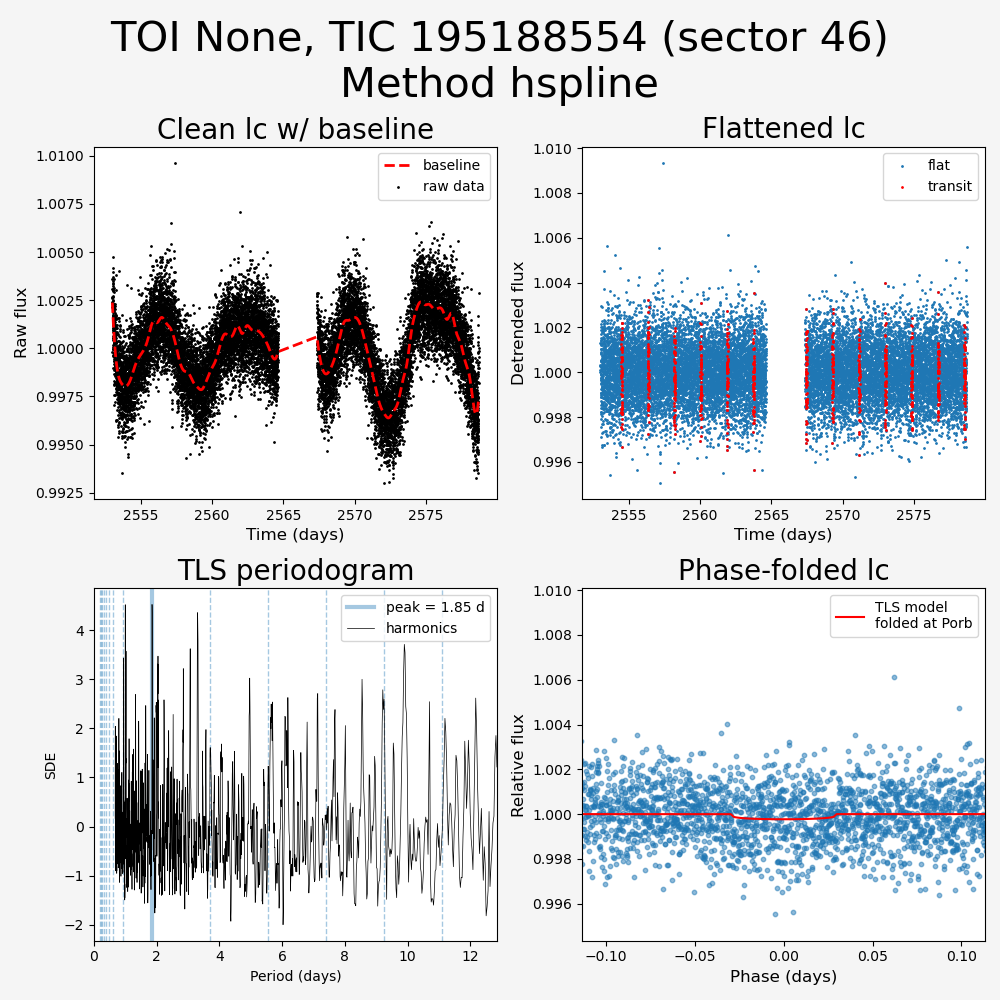 TOI None, TIC 195188554 (sector 46)
Method hspline
Clean lc w/ baseline
Flattened lc
1.0100
1.0075
1.0050
1.0025
1.0000
0.9975
0.9950
0.9925
Raw flux
baseline
raw data
2555
2560
2565
2570
2575
Time (days)
1.010
1.008
1.006
1.004
1.002
1.000
0.998
0.996
Detrended flux
flat
transit
2555
2560
2565
2570
2575
Time (days)
TLS periodogram
Phase-folded lc
4
3
2
1
0
−1
−2
SDE
peak = 1.85 d
harmonics
0
2
4
6
8
10
12
Period (days)
1.010
1.008
1.006
1.004
1.002
1.000
0.998
0.996
Relative flux
TLS model
folded at Porb
−0.10
−0.05
0.00
0.05
0.10
Phase (days)